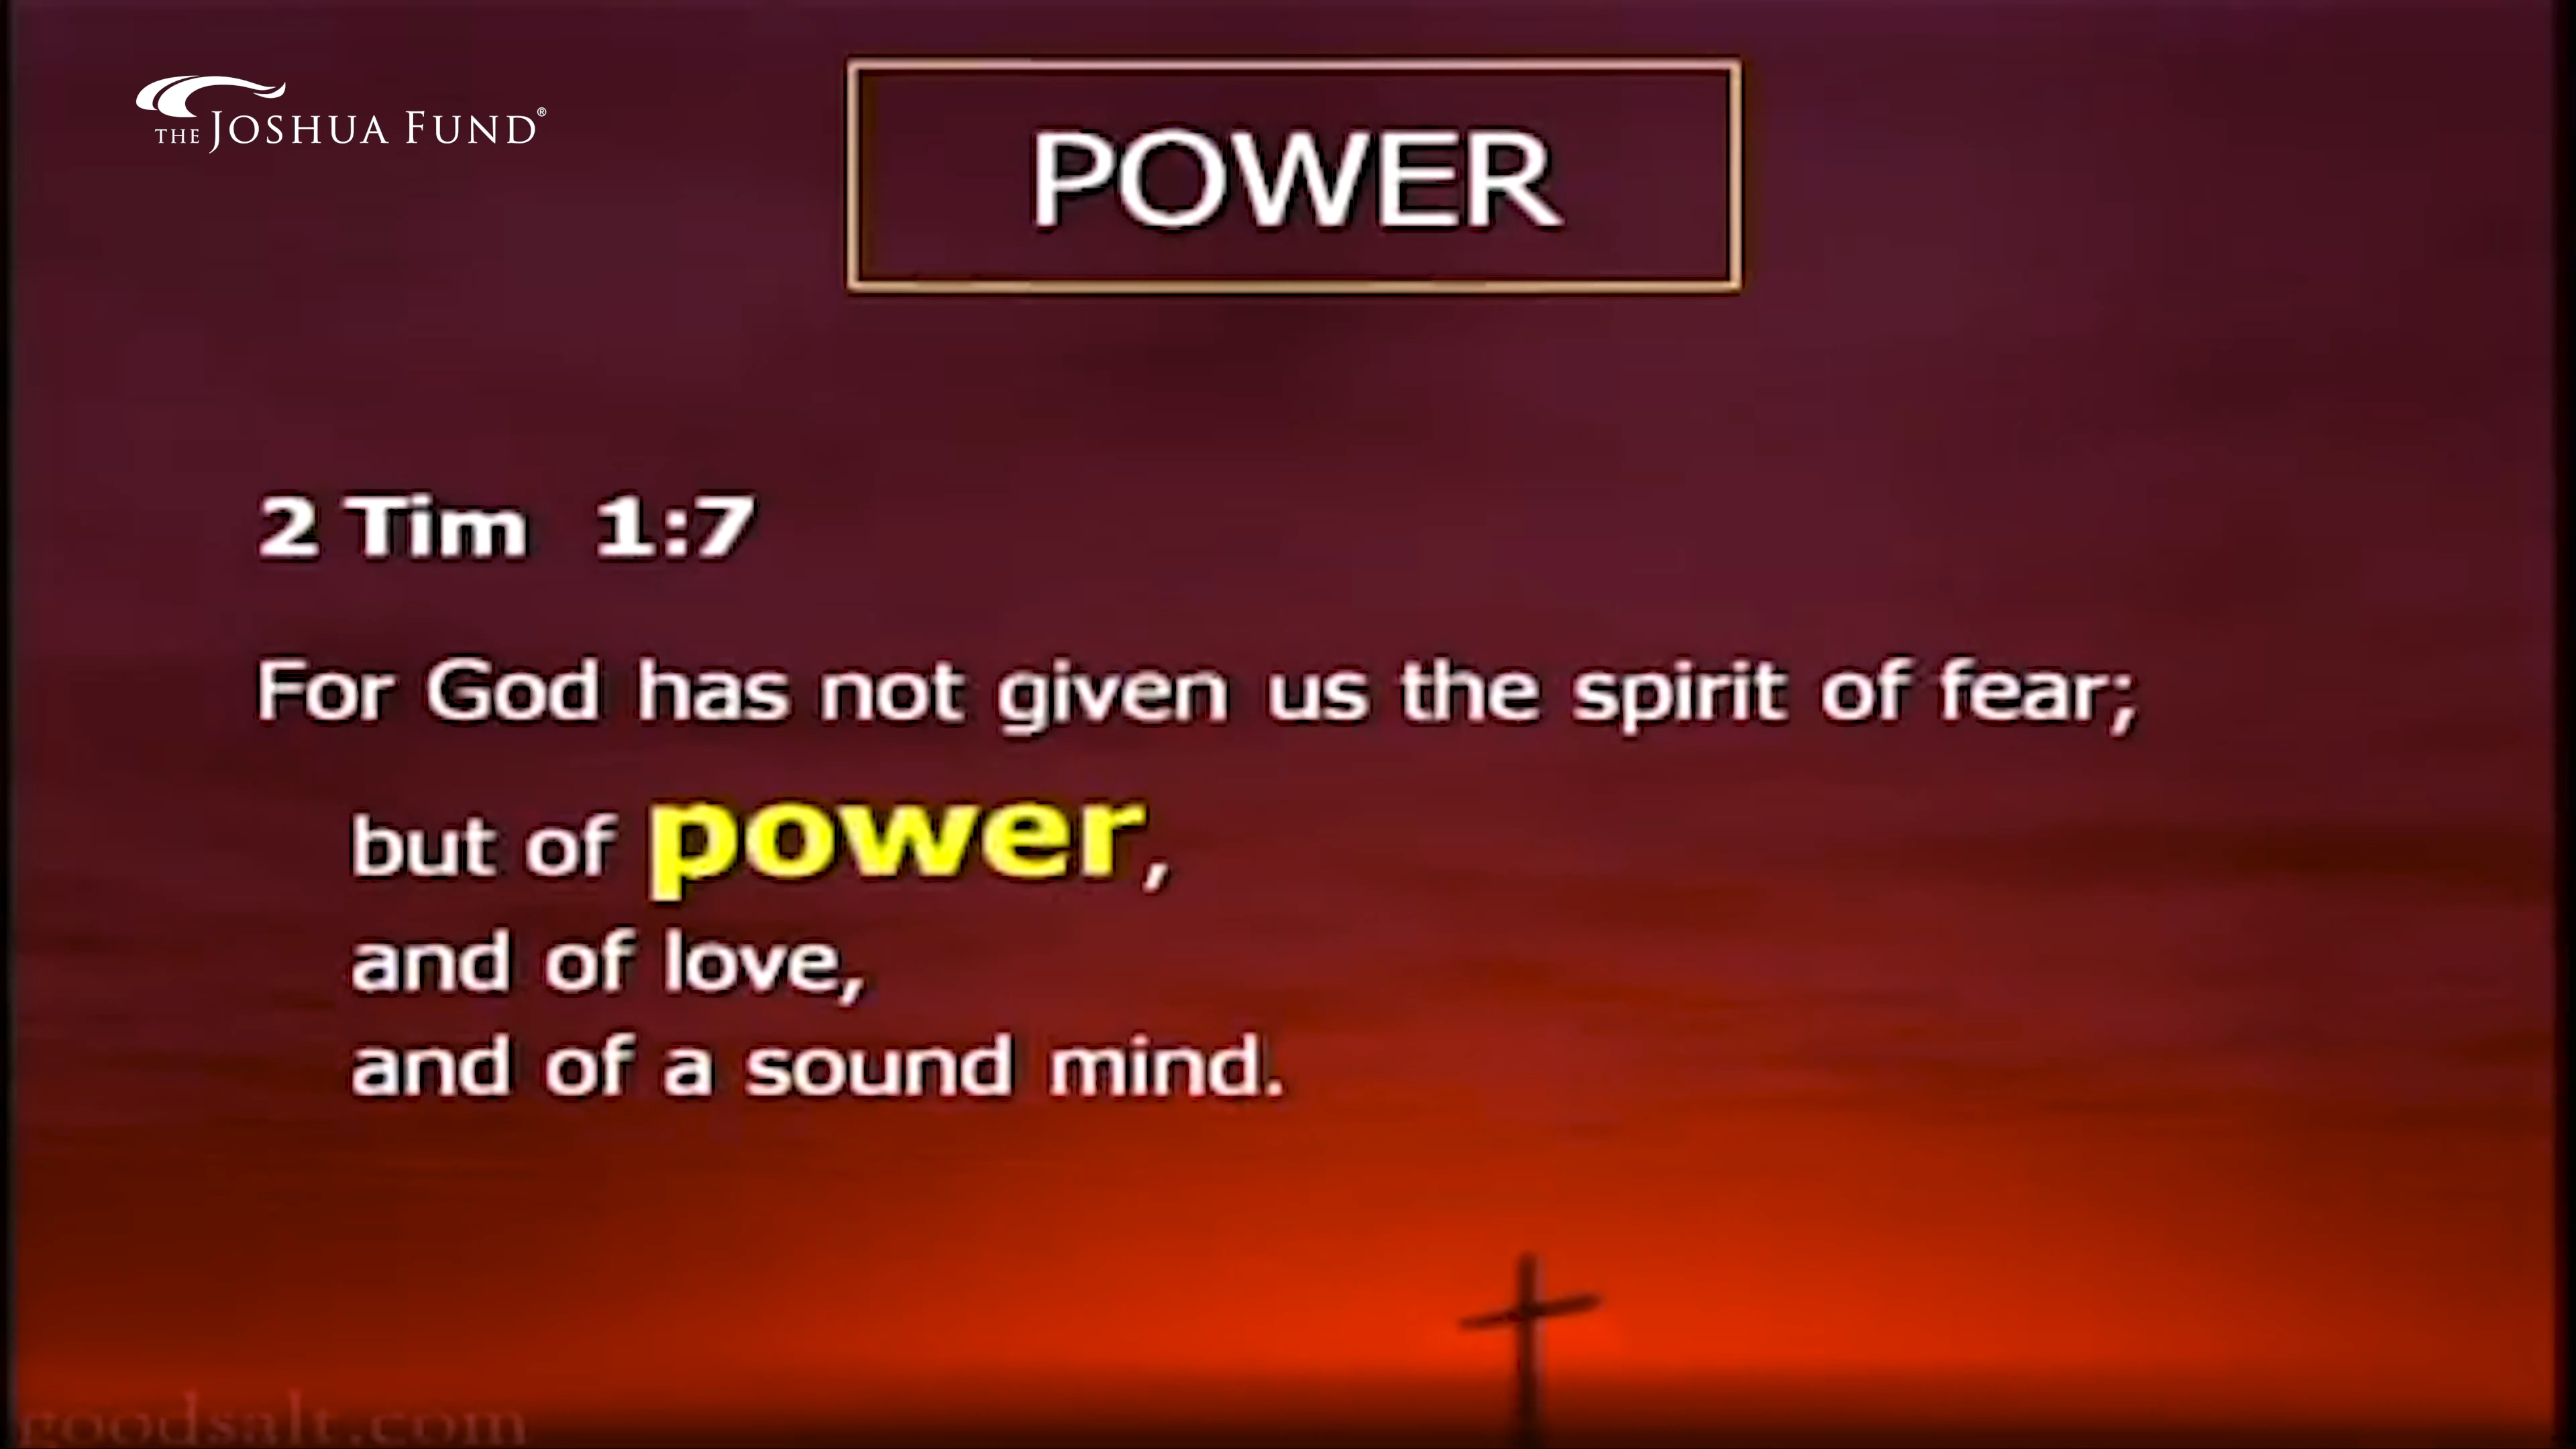 THE JOSHUA FUND®
POWER
2 Tim 1:7
For God has not given us the spirit of fear;
but of power,
and of love,
and of a sound mind.
goodsalt.com